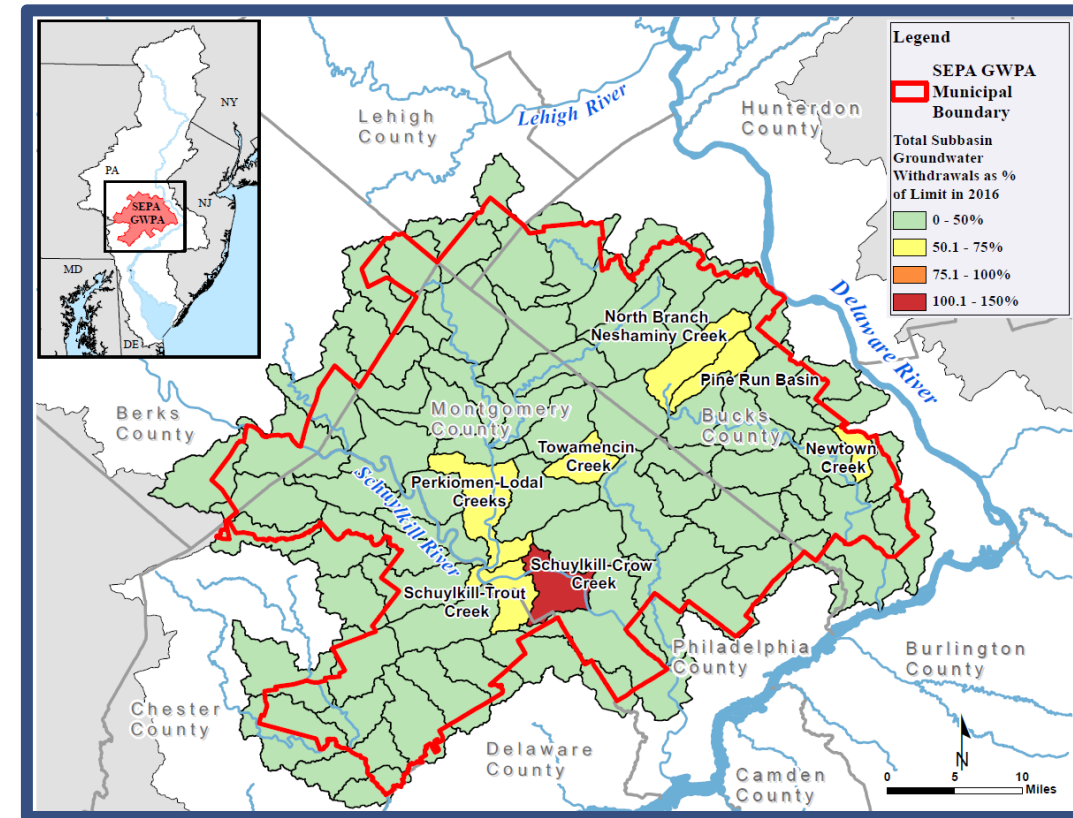 NY
PA
SEPA
GWPA
NJ
MD
DE
Legend
SEPA GWPA
Municipal
Boundary
Total Subbasin
Groundwater
Withdrawals as %
of Limit in 2016
0 - 50%
50.1 - 75%
75.1 - 100%
100.1 - 150%
Lehigh
County
Lehigh River
Hunterdon
County
Delaware River
North Branch
Neshaminy Creek
Pine Run Basin
Berks
County
Montgomery
County
Bucks
County
Towamencin
Creek
Newtown
Creek
Perkiomen-Lodal
Creeks
Schuylkill River
Schuylkill-Crow
Creek
Schuylkill-Trout
Creek
Philadelphia
County
Burlington
County
Chester
County
Delaware
County
Camden
County
N
0 5 10
Miles